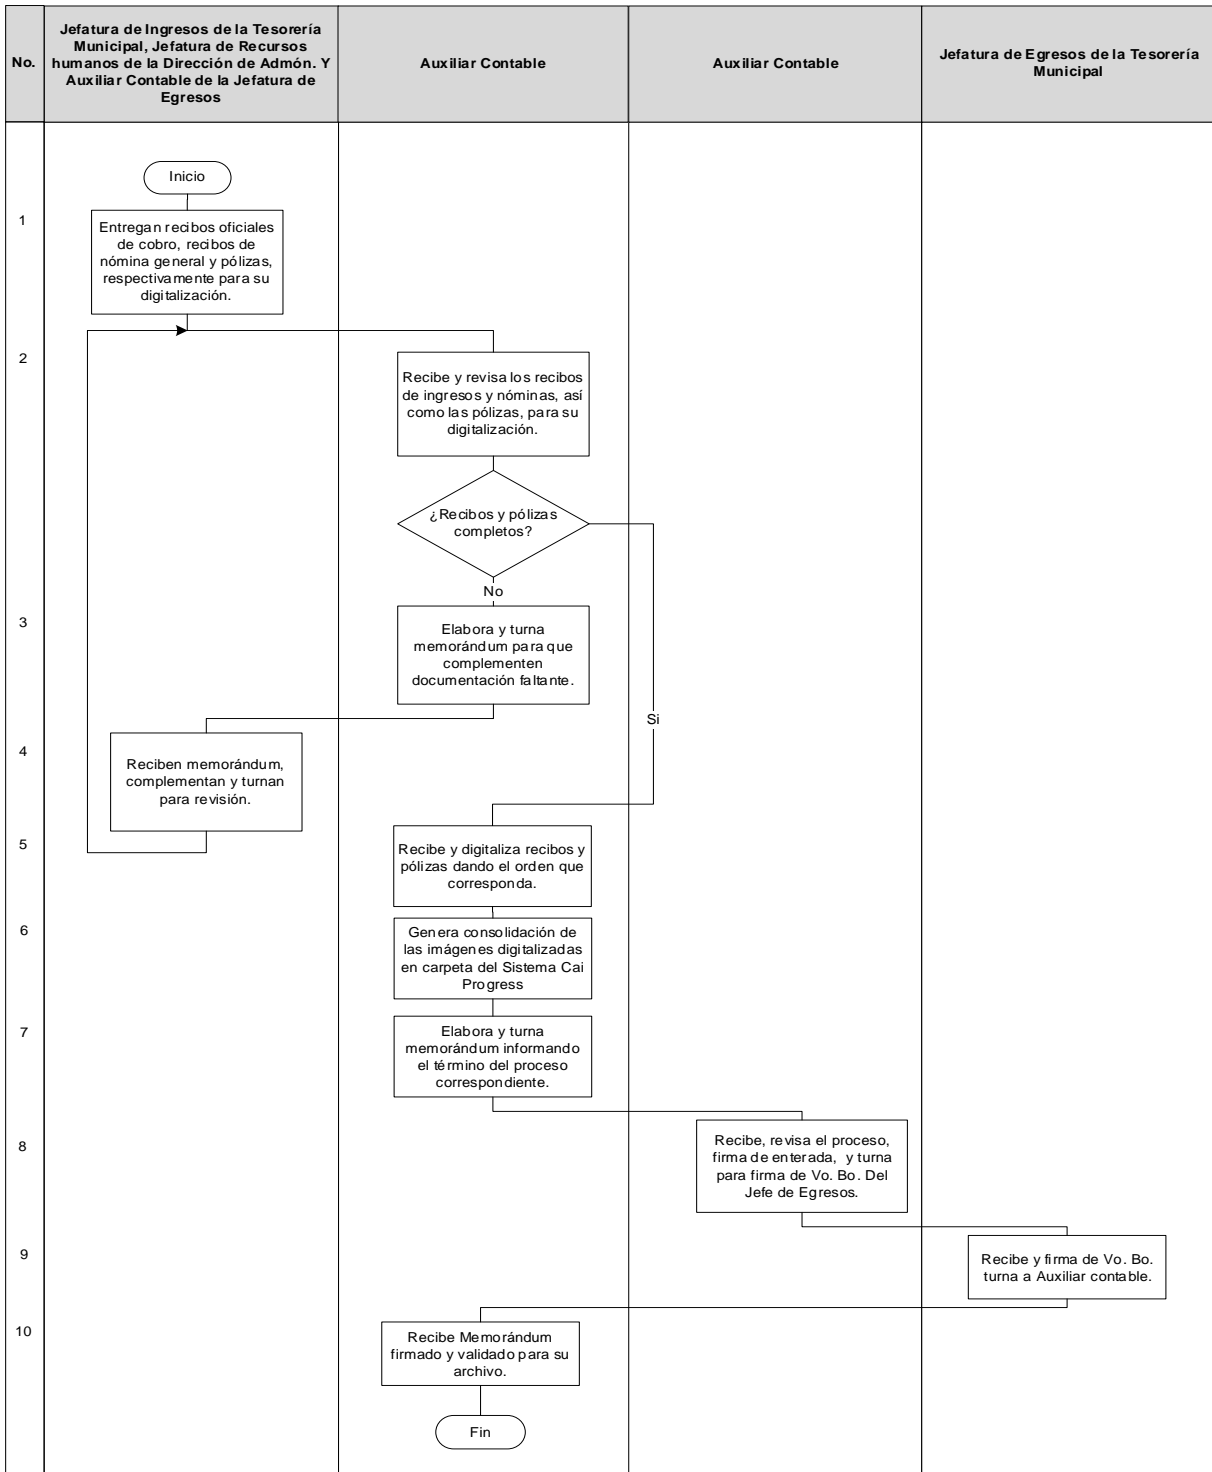 No.
Jefatura de Ingresos de la Tesorería
Municipal, Jefatura de Recursos
humanos de la Dirección de Admón. Y
Auxiliar Contable de la Jefatura de
Egresos
Auxiliar Contable
Auxiliar Contable
Jefatura de Egresos de la Tesorería
Municipal
Inicio
1
Entregan recibos oficiales
de cobro, recibos de
nómina general y pólizas,
respectivamente para su
digitalización.
2
Recibe y revisa los recibos
de ingresos y nóminas, así
como las pólizas, para su
digitalización.
¿Recibos y pólizas
completos?
No
3
Elabora y turna
memorándum para que
complementen
documentación faltante.
Si
4
Reciben memorándum,
complementan y turnan
para revisión.
5
Recibe y digitaliza recibos y
pólizas dando el orden que
corresponda.
6
Genera consolidación de
las imágenes digitalizadas
en carpeta del Sistema Cai
Progress
7
Elabora y turna
memorándum informando
el término del proceso
correspondiente.
8
Recibe, revisa el proceso,
firma de enterada, y turna
para firma de Vo. Bo. Del
Jefe de Egresos.
9
Recibe y firma de Vo. Bo.
turna a Auxiliar contable.
10
Recibe Memorándum
firmado y validado para su
archivo.
Fin